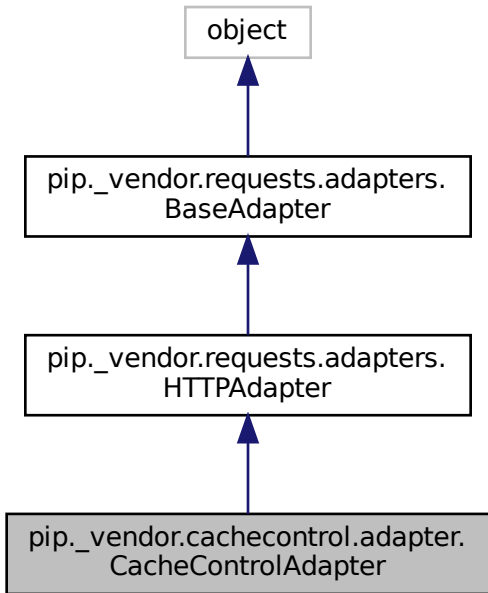 object
pip._vendor.requests.adapters.
BaseAdapter
pip._vendor.requests.adapters.
HTTPAdapter
pip._vendor.cachecontrol.adapter.
CacheControlAdapter